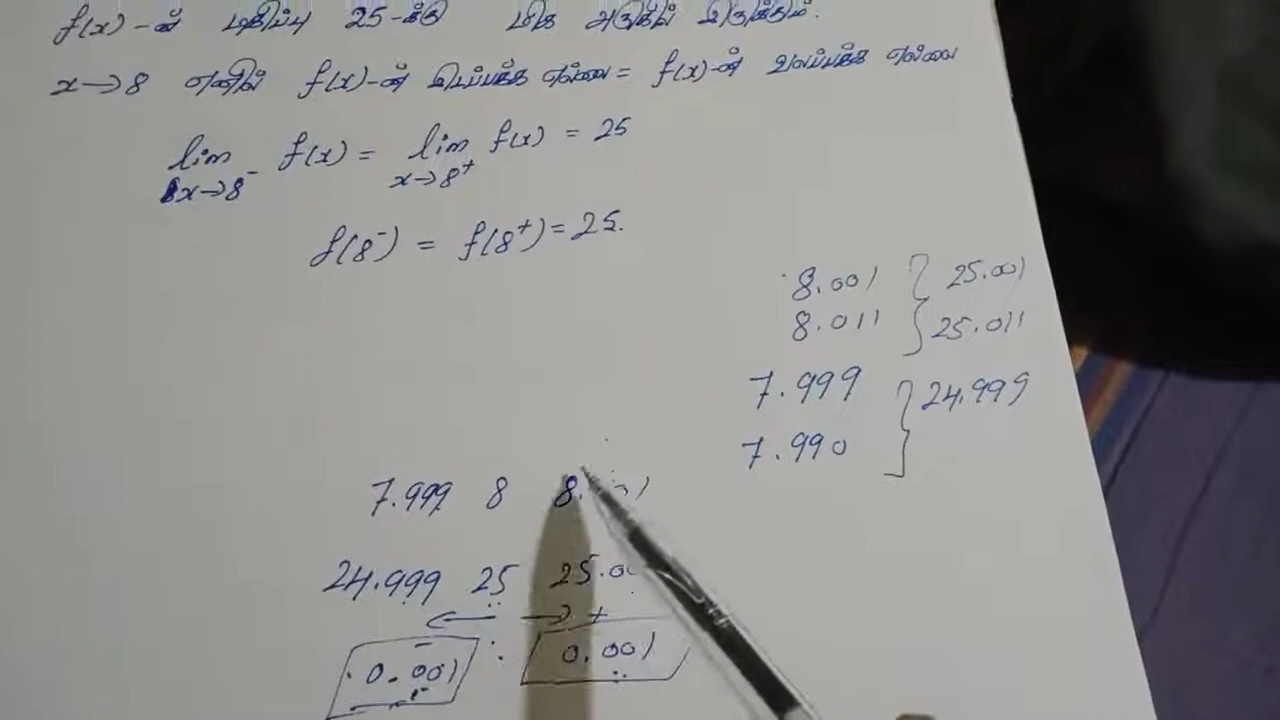 f(x)-ன் மதிப்பு 25-க்கு மிக அருகில் இருக்கும்.
x→8 எனில் f(x)-ன் இடப்பக்க எல்லை = f(x)-ன் வலப்பக்க எல்லை
lim x→8⁻ f(x) = lim x→8⁺ f(x) = 25
f(8⁻) = f(8⁺) = 25.
8.001 } 25.001
8.011 } 25.011
7.999 } 24.999
7.990
7.999 8
24.999 25
← → +
- 0.001 0.001